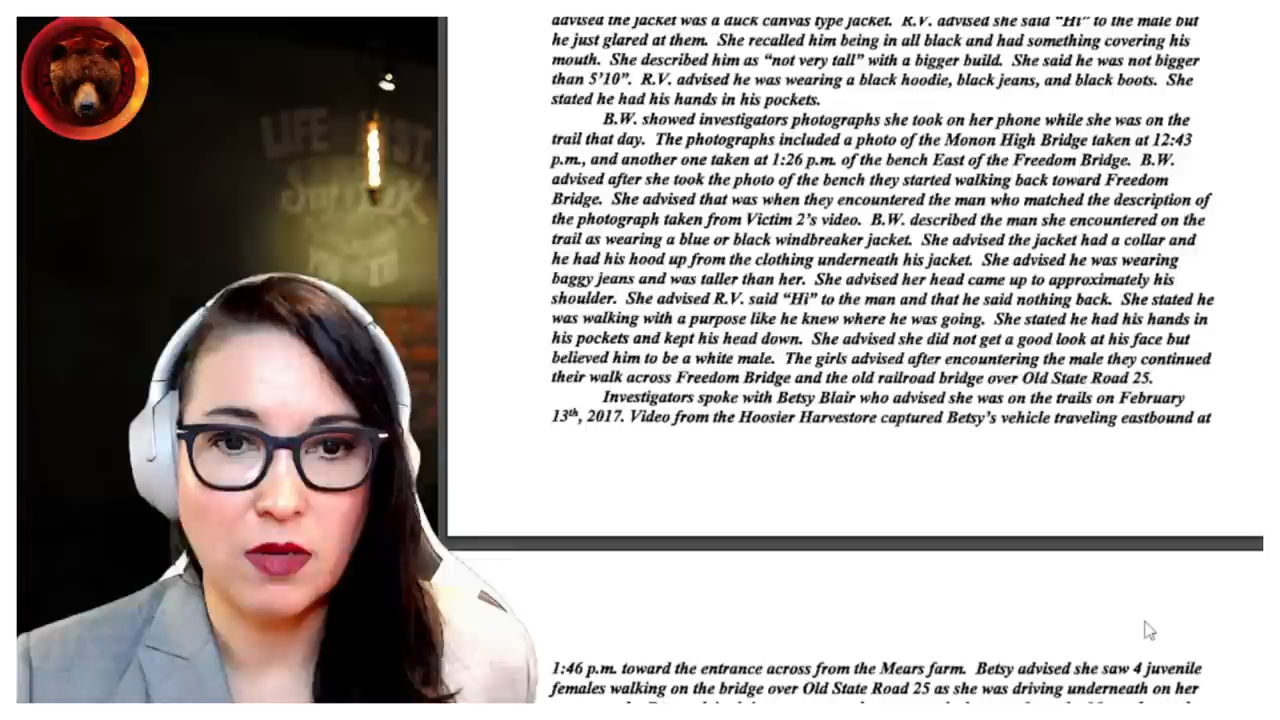 LIFE
advised the jacket was a duck canvas type jacket. R.V. advised she said “Hi” to the male but
he just glared at them. She recalled him being in all black and had something covering his
mouth. She described him as “not very tall” with a bigger build. She said he was not bigger
than 5’10”. R.V. advised he was wearing a black hoodie, black jeans, and black boots. She
stated he had his hands in his pockets.
B.W. showed investigators photographs she took on her phone while she was on the
trail that day. The photographs included a photo of the Monon High Bridge taken at 12:43
p.m., and another one taken at 1:26 p.m. of the bench East of the Freedom Bridge. B.W.
advised after she took the photo of the bench they started walking back toward Freedom
Bridge. She advised that was when they encountered the man who matched the description of
the photograph taken from Victim 2’s video. B.W. described the man she encountered on the
trail as wearing a blue or black windbreaker jacket. She advised the jacket had a collar and
he had his hood up from the clothing underneath his jacket. She advised he was wearing
baggy jeans and was taller than her. She advised her head came up to approximately his
shoulder. She advised R.V. said “Hi” to the man and that he said nothing back. She stated he
was walking with a purpose like he knew where he was going. She stated he had his hands in
his pockets and kept his head down. She advised she did not get a good look at his face but
believed him to be a white male. The girls advised after encountering the male they continued
their walk across Freedom Bridge and the old railroad bridge over Old State Road 25.
Investigators spoke with Betsy Blair who advised she was on the trails on February
13th, 2017. Video from the Hoosier Harvestore captured Betsy’s vehicle traveling eastbound at
1:46 p.m. toward the entrance across from the Mears farm. Betsy advised she saw 4 juvenile
females walking on the bridge over Old State Road 25 as she was driving underneath on her